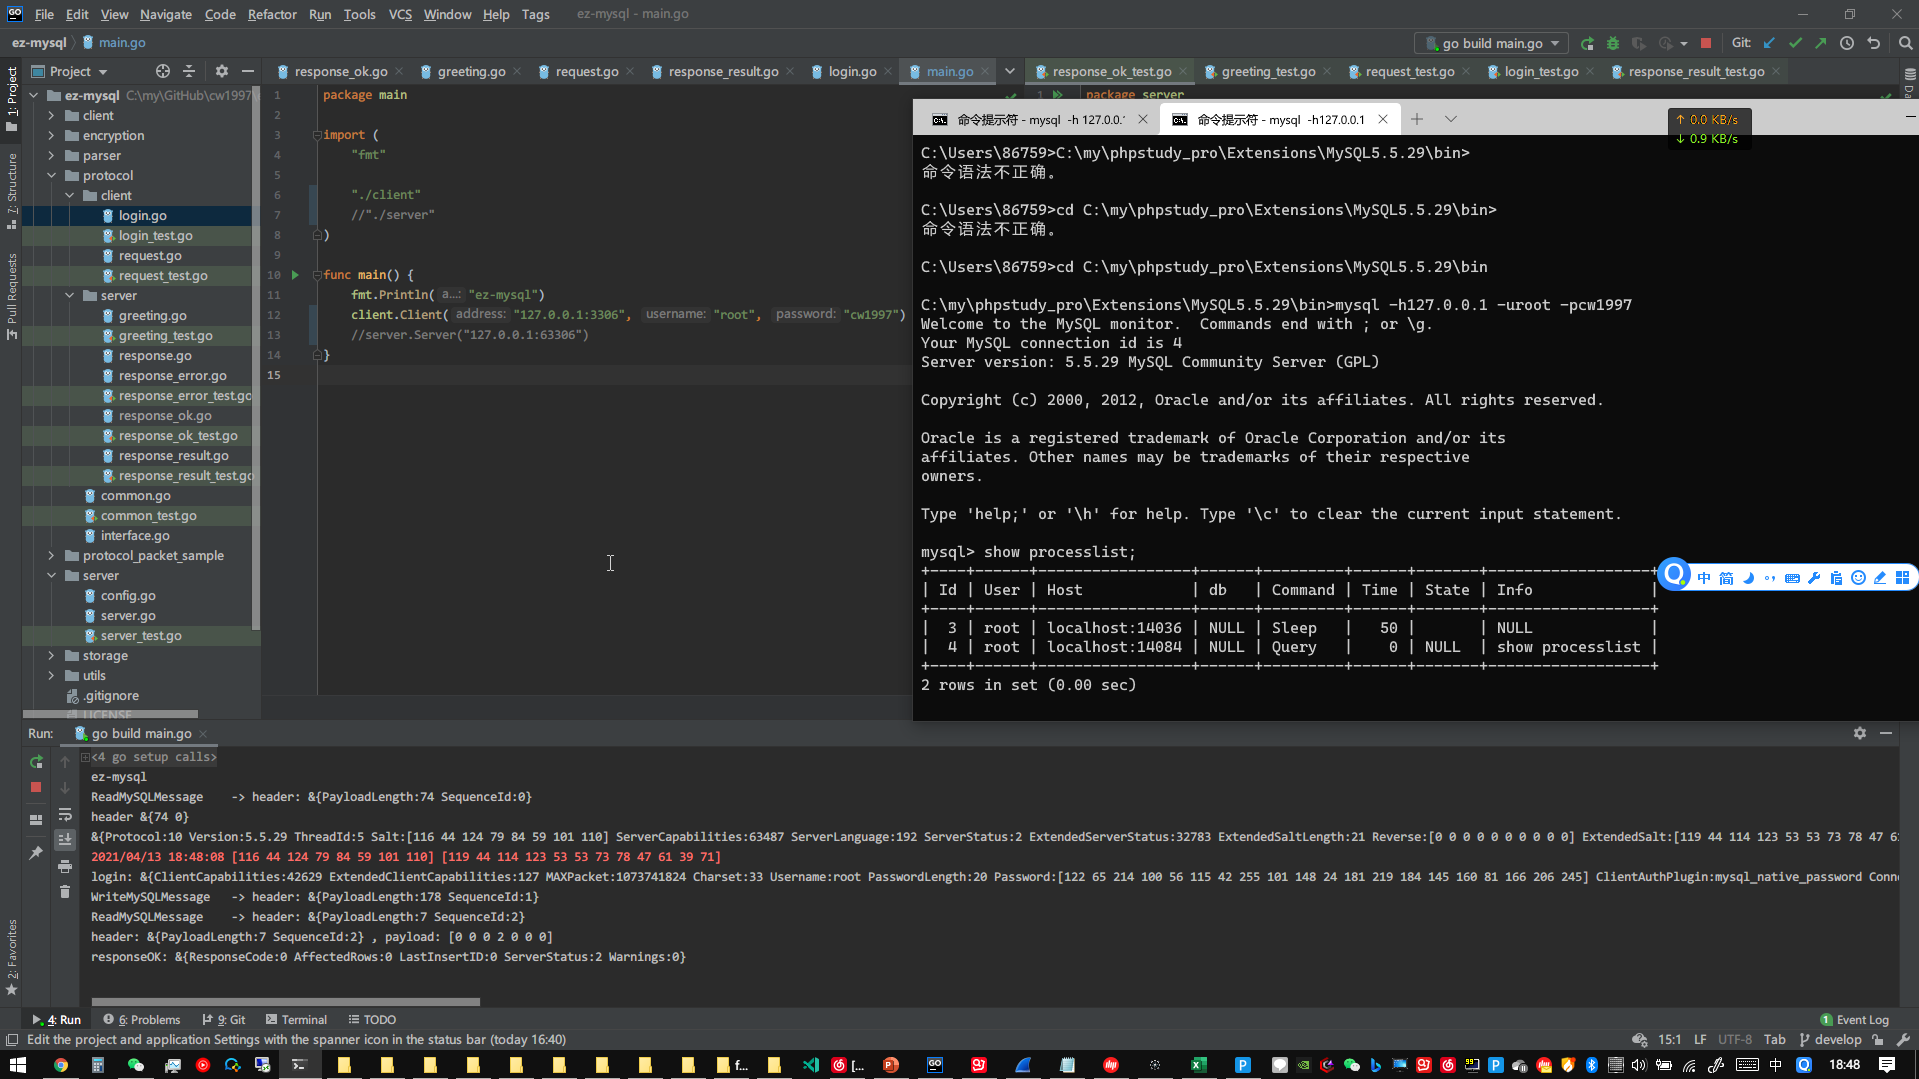 File Edit View Navigate Code Refactor Run Tools VCS Window Help Tags ez-mysql - main.go
ez-mysql main.go
go build main.go Git:
Project
response_ok.go greeting.go request.go response_result.go login.go main.go
response_ok_test.go greeting_test.go request_test.go login_test.go response_result_test.go
1: Project
7: Structure
Pull Requests
2: Favorites
ez-mysql C:\my\GitHub\cw1997\
client
encryption
parser
protocol
client
login.go
login_test.go
request.go
request_test.go
server
greeting.go
greeting_test.go
response.go
response_error.go
response_error_test.go
response_ok.go
response_ok_test.go
response_result.go
response_result_test.go
common.go
common_test.go
interface.go
protocol_packet_sample
server
config.go
server.go
server_test.go
storage
utils
.gitignore
LICENSE
1 package main
2
3 import (
4 "fmt"
5
6 "./client"
7 //"./server"
8 )
9
10 func main() {
11 fmt.Println( a...: "ez-mysql")
12 client.Client( address: "127.0.0.1:3306", username: "root", password: "cw1997")
13 //server.Server("127.0.0.1:63306")
14 }
15
1 package server
命令提示符 - mysql -h 127.0.0.
命令提示符 - mysql -h127.0.0.1
↑ 0.0 KB/s
↓ 0.9 KB/s
C:\Users\86759>C:\my\phpstudy_pro\Extensions\MySQL5.5.29\bin>
命令语法不正确。
C:\Users\86759>cd C:\my\phpstudy_pro\Extensions\MySQL5.5.29\bin>
命令语法不正确。
C:\Users\86759>cd C:\my\phpstudy_pro\Extensions\MySQL5.5.29\bin
C:\my\phpstudy_pro\Extensions\MySQL5.5.29\bin>mysql -h127.0.0.1 -uroot -pcw1997
Welcome to the MySQL monitor.  Commands end with ; or \g.
Your MySQL connection id is 4
Server version: 5.5.29 MySQL Community Server (GPL)
Copyright (c) 2000, 2012, Oracle and/or its affiliates. All rights reserved.
Oracle is a registered trademark of Oracle Corporation and/or its
affiliates. Other names may be trademarks of their respective
owners.
Type 'help;' or '\h' for help. Type '\c' to clear the current input statement.
mysql> show processlist;
+----+------+-----------------+------+---------+------+-------+------------------+
| Id | User | Host            | db   | Command | Time | State | Info             |
+----+------+-----------------+------+---------+------+-------+------------------+
|  3 | root | localhost:14036 | NULL | Sleep   |   50 |       | NULL             |
|  4 | root | localhost:14084 | NULL | Query   |    0 | NULL  | show processlist |
+----+------+-----------------+------+---------+------+-------+------------------+
2 rows in set (0.00 sec)
中 简
Run: go build main.go
<4 go setup calls>
ez-mysql
ReadMySQLMessage    -> header: &{PayloadLength:74 SequenceId:0}
header &{74 0}
&{Protocol:10 Version:5.5.29 ThreadId:5 Salt:[116 44 124 79 84 59 101 110] ServerCapabilities:63487 ServerLanguage:192 ServerStatus:2 ExtendedServerStatus:32783 ExtendedSaltLength:21 Reverse:[0 0 0 0 0 0 0 0 0 0] ExtendedSalt:[119 44 114 123 53 53 73 78 47 6
2021/04/13 18:48:08 [116 44 124 79 84 59 101 110] [119 44 114 123 53 53 73 78 47 61 39 71]
login: &{ClientCapabilities:42629 ExtendedClientCapabilities:127 MAXPacket:1073741824 Charset:33 Username:root PasswordLength:20 Password:[122 65 214 100 56 115 42 255 101 148 24 181 219 184 145 160 81 166 206 245] ClientAuthPlugin:mysql_native_password Conn
WriteMySQLMessage   -> header: &{PayloadLength:178 SequenceId:1}
ReadMySQLMessage    -> header: &{PayloadLength:7 SequenceId:2}
header: &{PayloadLength:7 SequenceId:2} , payload: [0 0 0 2 0 0 0]
responseOK: &{ResponseCode:0 AffectedRows:0 LastInsertID:0 ServerStatus:2 Warnings:0}
4: Run 6: Problems 9: Git Terminal TODO 1 Event Log
Edit the project and application Settings with the spanner icon in the status bar (today 16:40) 15:1 LF UTF-8 Tab develop
f... [... 中 18:48